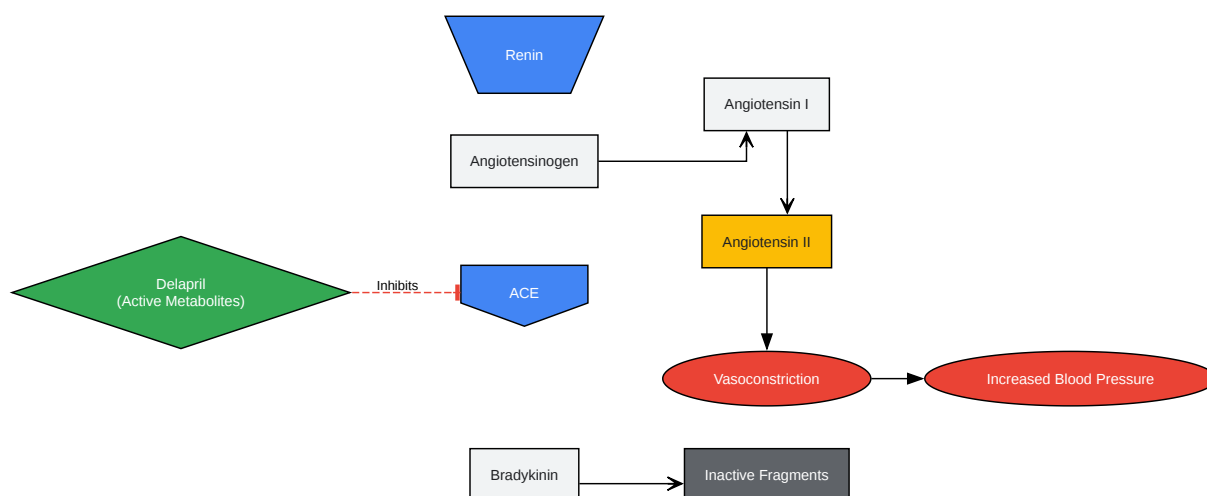 Renin
Angiotensin I
Angiotensinogen
Angiotensin II
Delapril
(Active Metabolites)
Inhibits
ACE
Vasoconstriction
Increased Blood Pressure
Bradykinin
Inactive Fragments